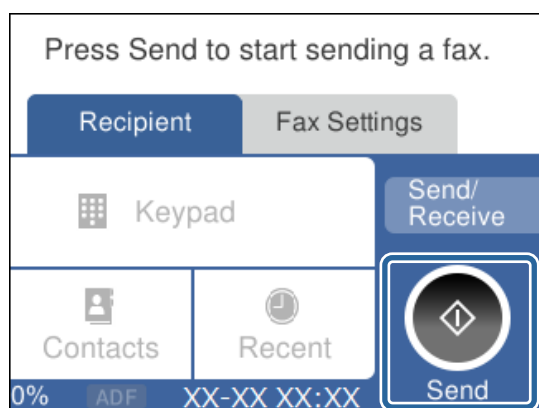 Press Send to start sending a fax.
Recipient
Fax Settings
Keypad
Send/
Receive
Contacts
Recent
Send
0%
ADF
XX-XX XX:XX